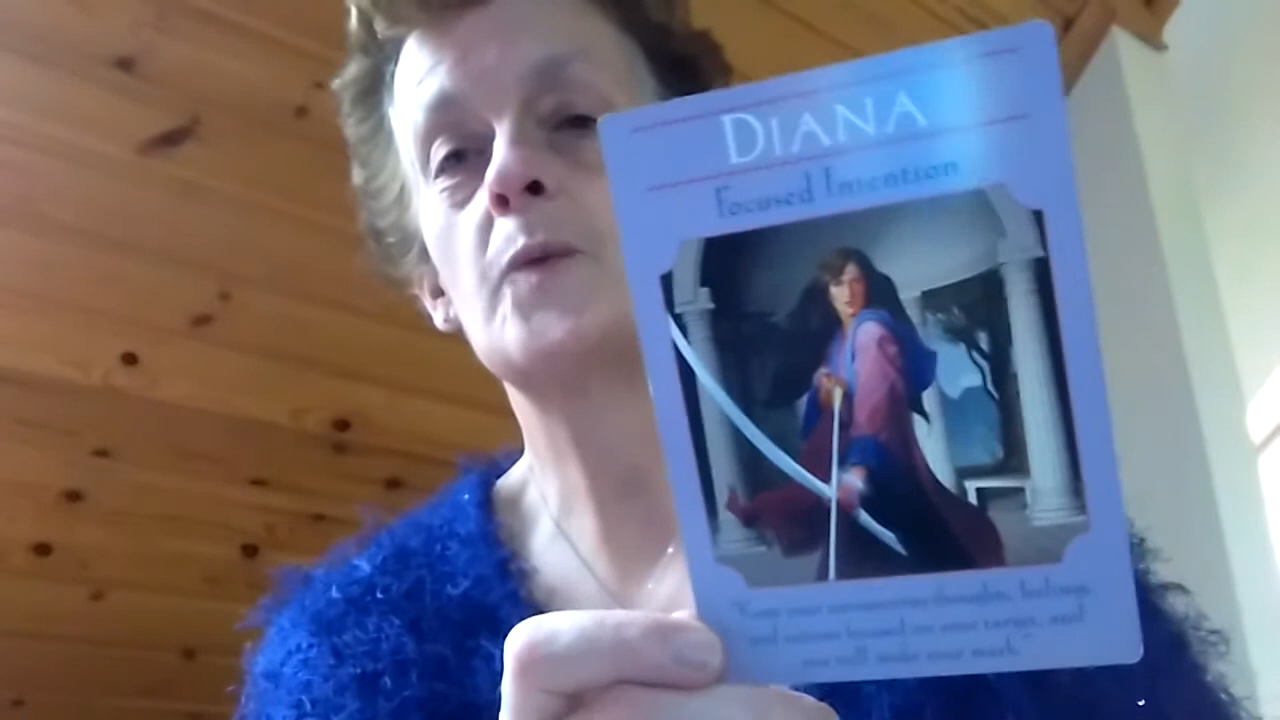 DIANA
Focused Intention
"Keep your unwavering thoughts, feelings,
and actions focused on your target, and
you will make your mark."